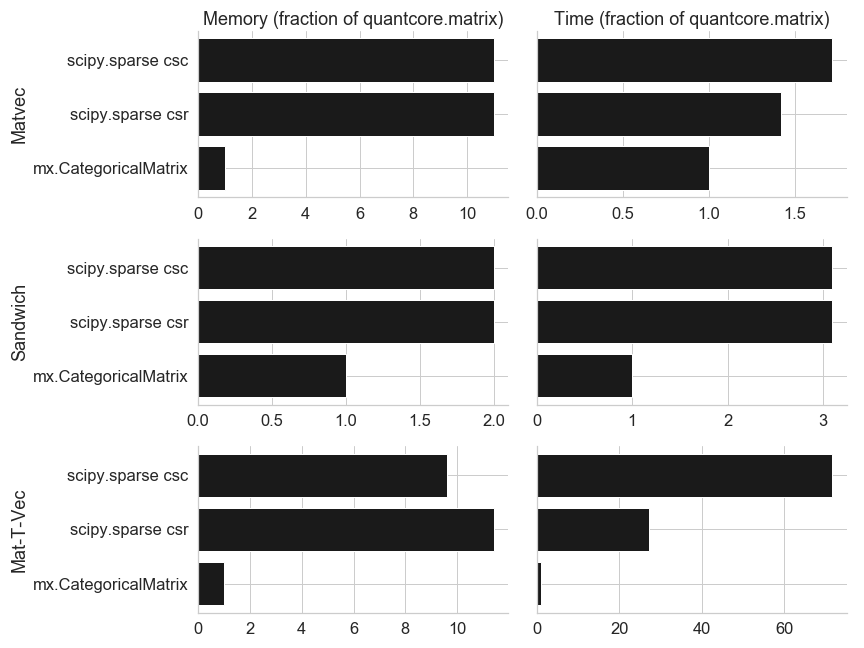 Memory (fraction of quantcore.matrix)
Time (fraction of quantcore.matrix)
Matvec
scipy.sparse csc
scipy.sparse csr
mx.CategoricalMatrix
0 2 4 6 8 10
0.0 0.5 1.0 1.5
Sandwich
scipy.sparse csc
scipy.sparse csr
mx.CategoricalMatrix
0.0 0.5 1.0 1.5 2.0
0 1 2 3
Mat-T-Vec
scipy.sparse csc
scipy.sparse csr
mx.CategoricalMatrix
0 2 4 6 8 10
0 20 40 60